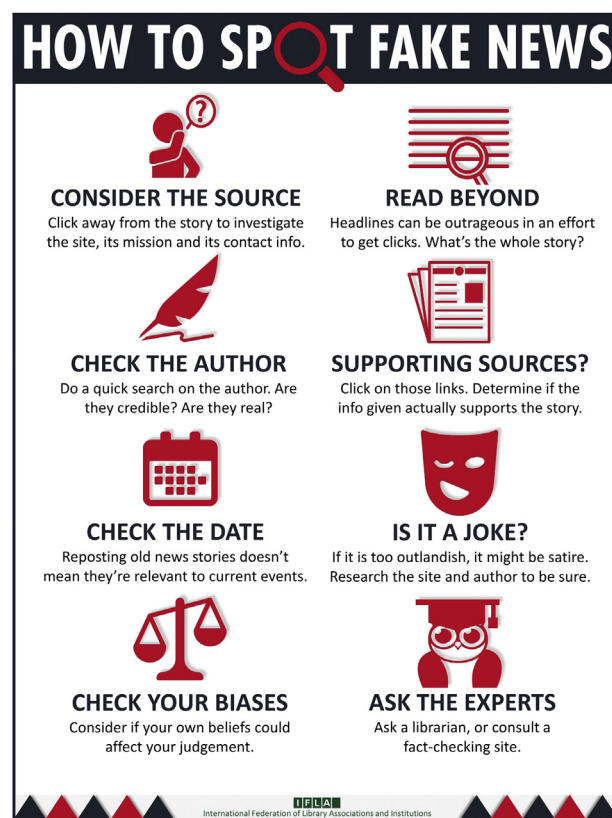 HOW TO SPOT FAKE NEWS
CONSIDER THE SOURCE
Click away from the story to investigate
the site, its mission and its contact info.
READ BEYOND
Headlines can be outrageous in an effort
to get clicks. What's the whole story?
CHECK THE AUTHOR
Do a quick search on the author. Are
they credible? Are they real?
SUPPORTING SOURCES?
Click on those links. Determine if the
info given actually supports the story.
CHECK THE DATE
Reposting old news stories doesn't
mean they're relevant to current events.
IS IT A JOKE?
If it is too outlandish, it might be satire.
Research the site and author to be sure.
CHECK YOUR BIASES
Consider if your own beliefs could
affect your judgement.
ASK THE EXPERTS
Ask a librarian, or consult a
fact-checking site.
IFLA
International Federation of Library Associations and Institutions